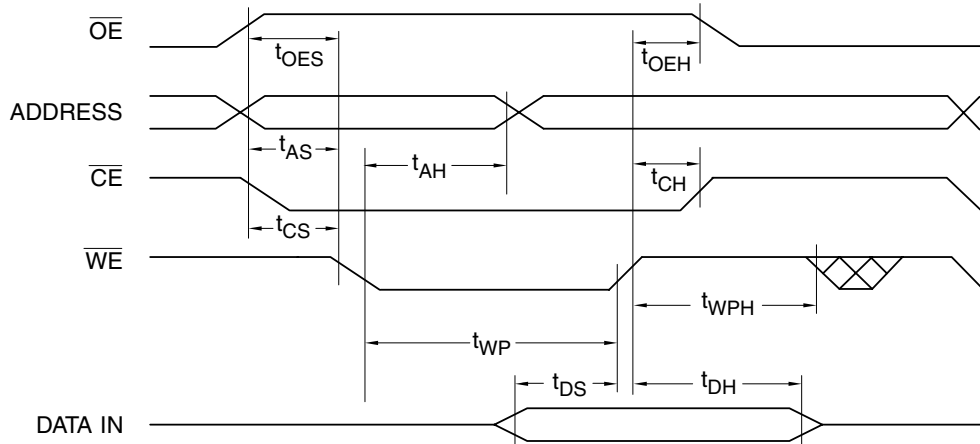 OE
tOES
tOEH
ADDRESS
tAS
tAH
CE
tCH
tCS
WE
tWPH
tWP
tDS
tDH
DATA IN